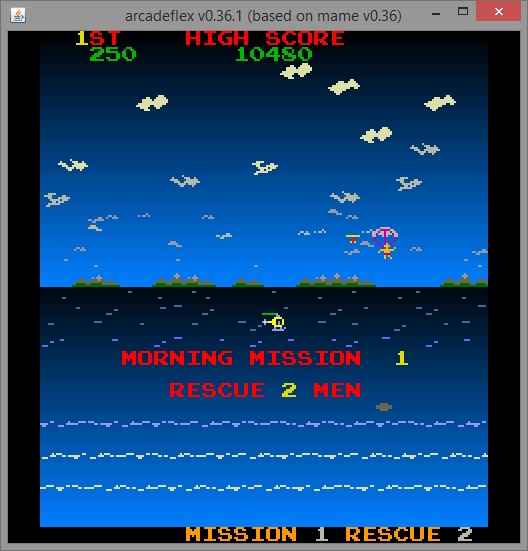 arcadeflex v0.36.1 (based on mame v0.36)
1ST HIGH SCORE
250 10480
MORNING MISSION 1
RESCUE 2 MEN
MISSION 1 RESCUE 2